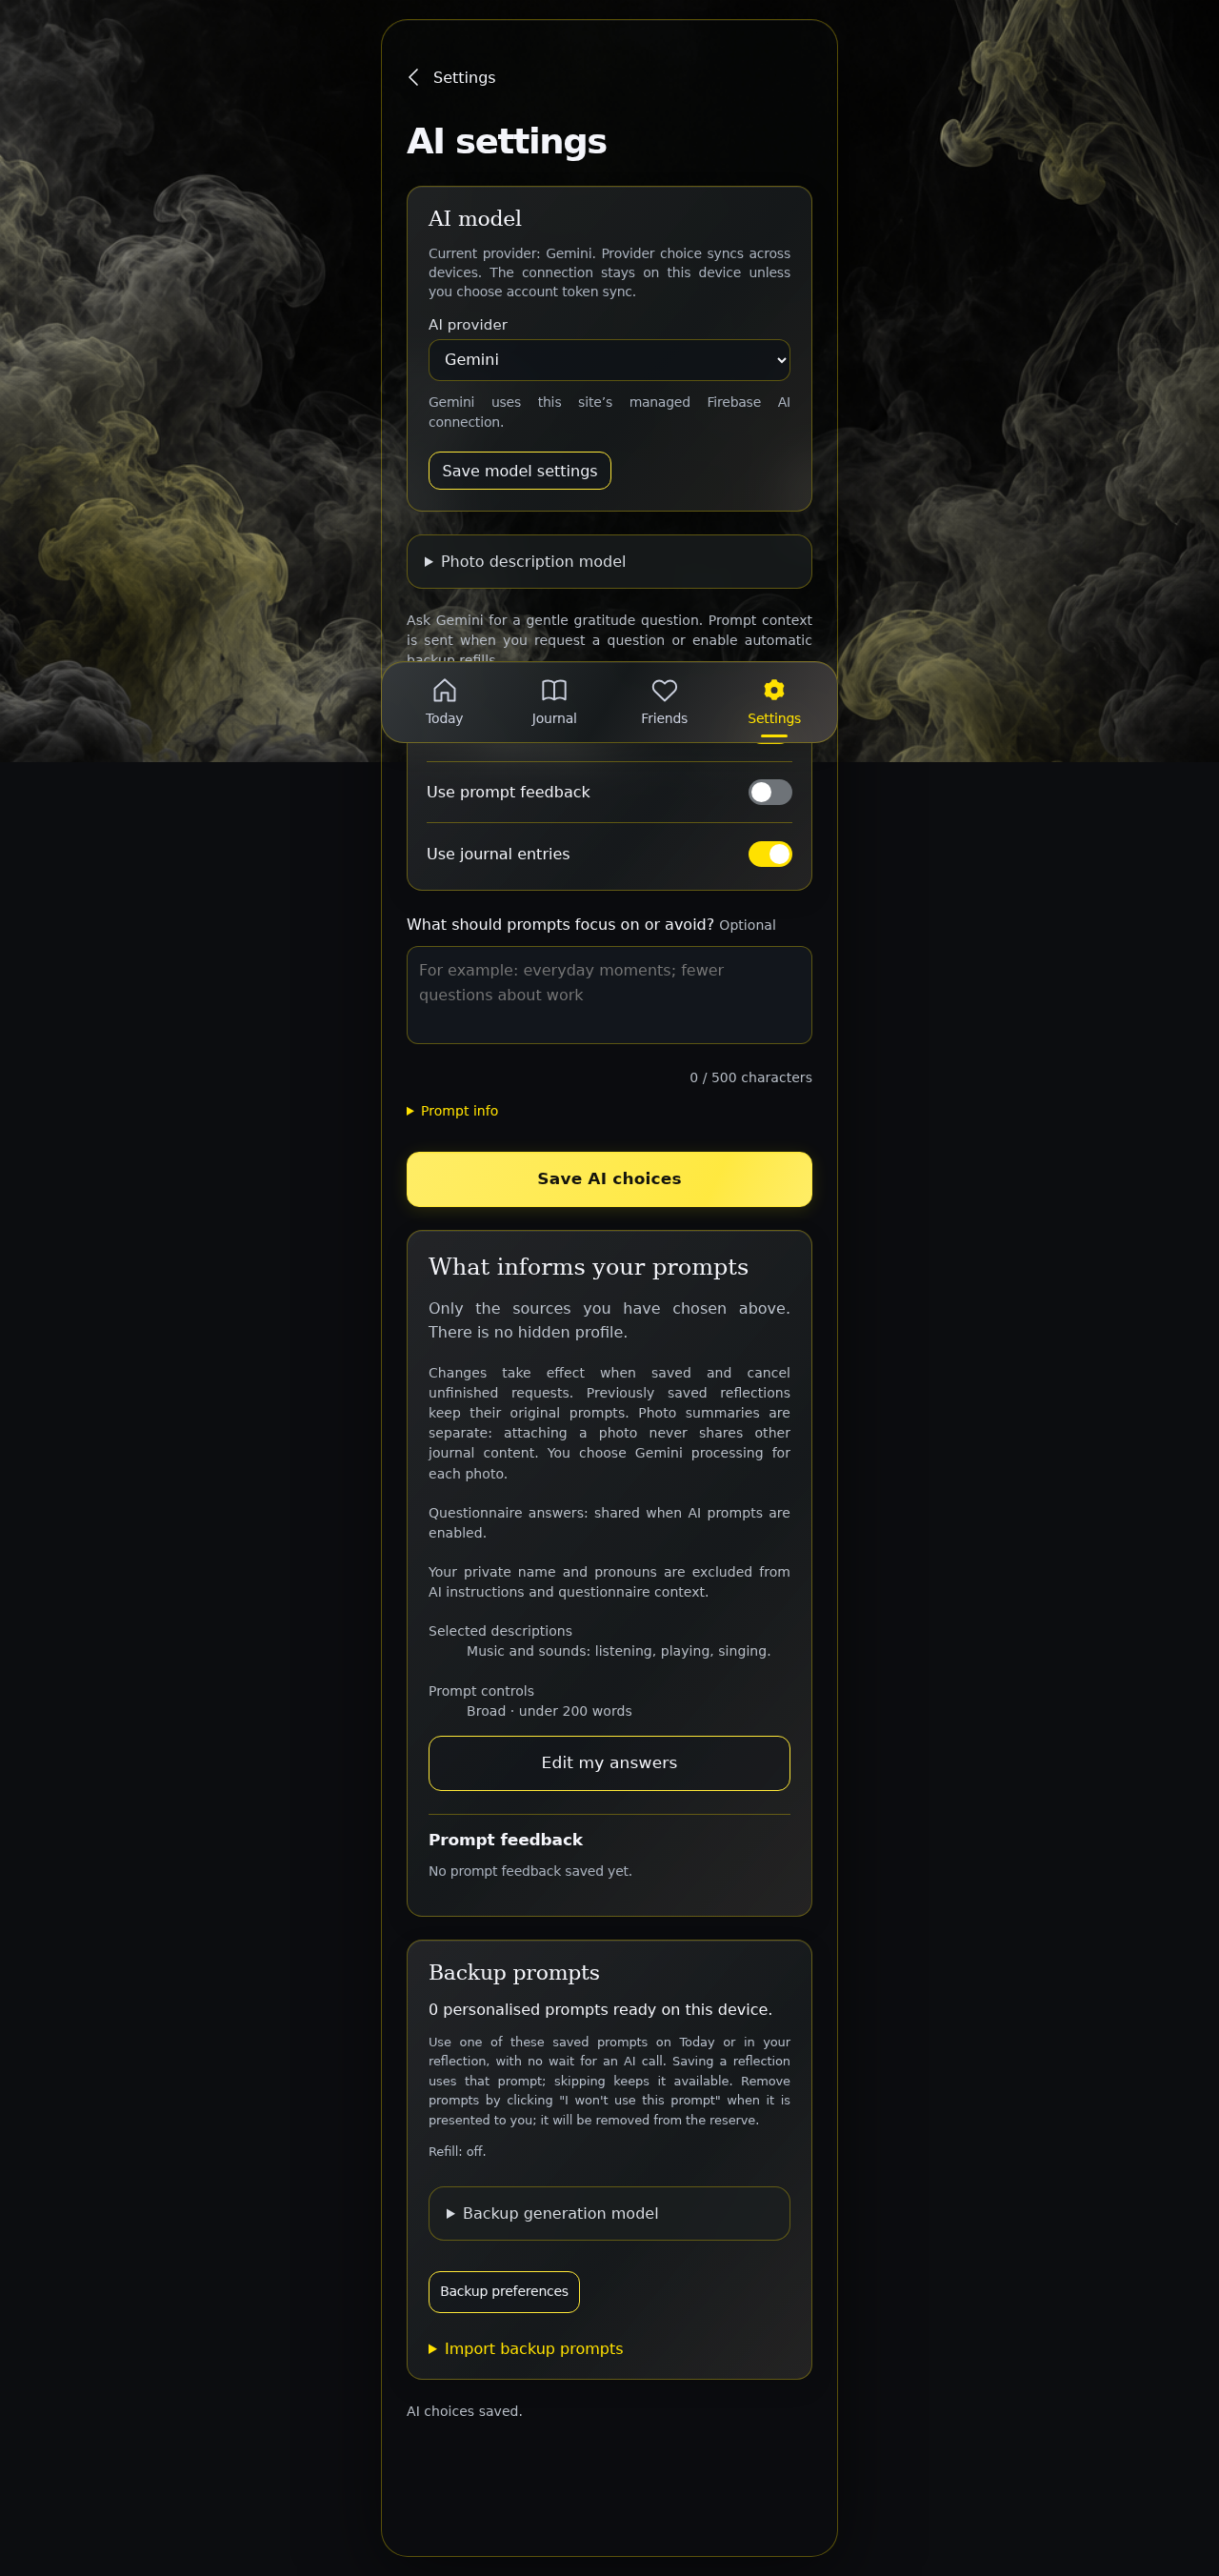 Settings
AI settings
AI model
Current provider: Gemini. Provider choice syncs across
devices. The connection stays on this device unless
you choose account token sync.
AI provider
Gemini
Gemini uses this site’s managed Firebase AI
connection.
Save model settings
Photo description model
Ask Gemini for a gentle gratitude question. Prompt context
is sent when you request a question or enable automatic
backup refills.
Today
Journal
Friends
Settings
Use prompt feedback
Use journal entries
What should prompts focus on or avoid? Optional
For example: everyday moments; fewer
questions about work
0 / 500 characters
Prompt info
Save AI choices
What informs your prompts
Only the sources you have chosen above.
There is no hidden profile.
Changes take effect when saved and cancel
unfinished requests. Previously saved reflections
keep their original prompts. Photo summaries are
separate: attaching a photo never shares other
journal content. You choose Gemini processing for
each photo.
Questionnaire answers: shared when AI prompts are
enabled.
Your private name and pronouns are excluded from
AI instructions and questionnaire context.
Selected descriptions
Music and sounds: listening, playing, singing.
Prompt controls
Broad · under 200 words
Edit my answers
Prompt feedback
No prompt feedback saved yet.
Backup prompts
0 personalised prompts ready on this device.
Use one of these saved prompts on Today or in your
reflection, with no wait for an AI call. Saving a reflection
uses that prompt; skipping keeps it available. Remove
prompts by clicking "I won't use this prompt" when it is
presented to you; it will be removed from the reserve.
Refill: off.
Backup generation model
Backup preferences
Import backup prompts
AI choices saved.